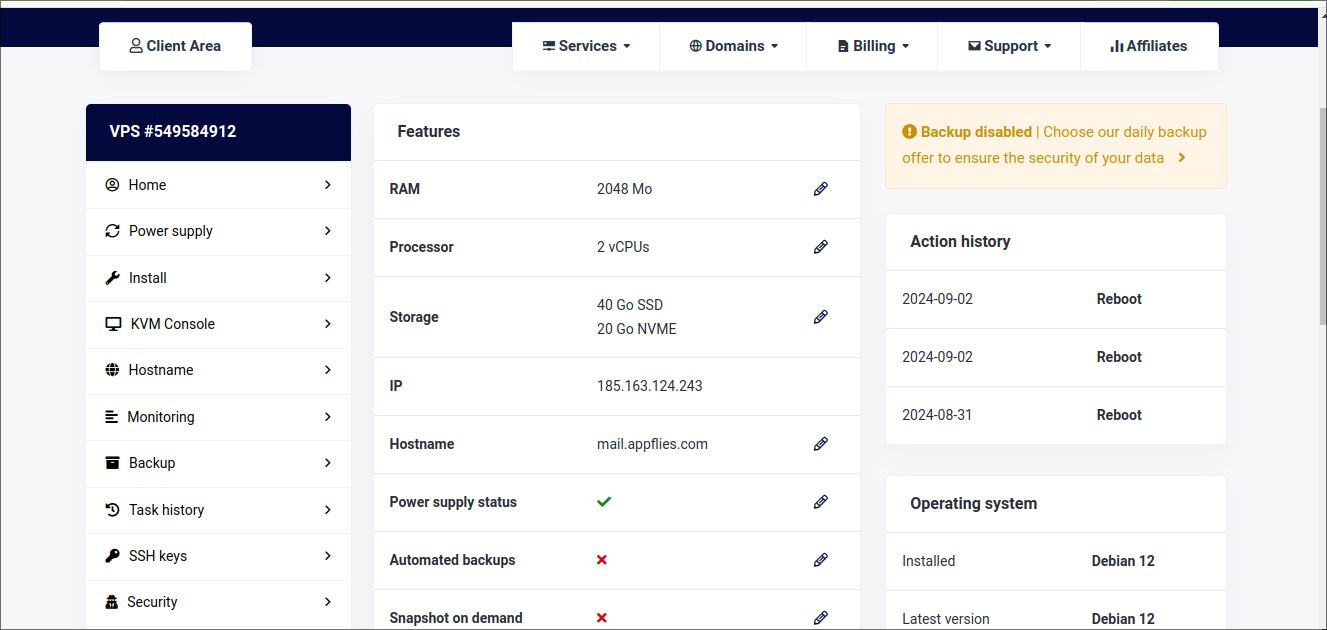 Client Area
Services
Domains
Billing
Support
Affiliates
VPS #549584912
Home
Power supply
Install
KVM Console
Hostname
Monitoring
Backup
Task history
SSH keys
Security
Features
RAM 2048 Mo
Processor 2 vCPUs
Storage 40 Go SSD
20 Go NVME
IP 185.163.124.243
Hostname mail.appflies.com
Power supply status
Automated backups
Snapshot on demand
Backup disabled | Choose our daily backup
offer to ensure the security of your data
Action history
2024-09-02 Reboot
2024-09-02 Reboot
2024-08-31 Reboot
Operating system
Installed Debian 12
Latest version Debian 12